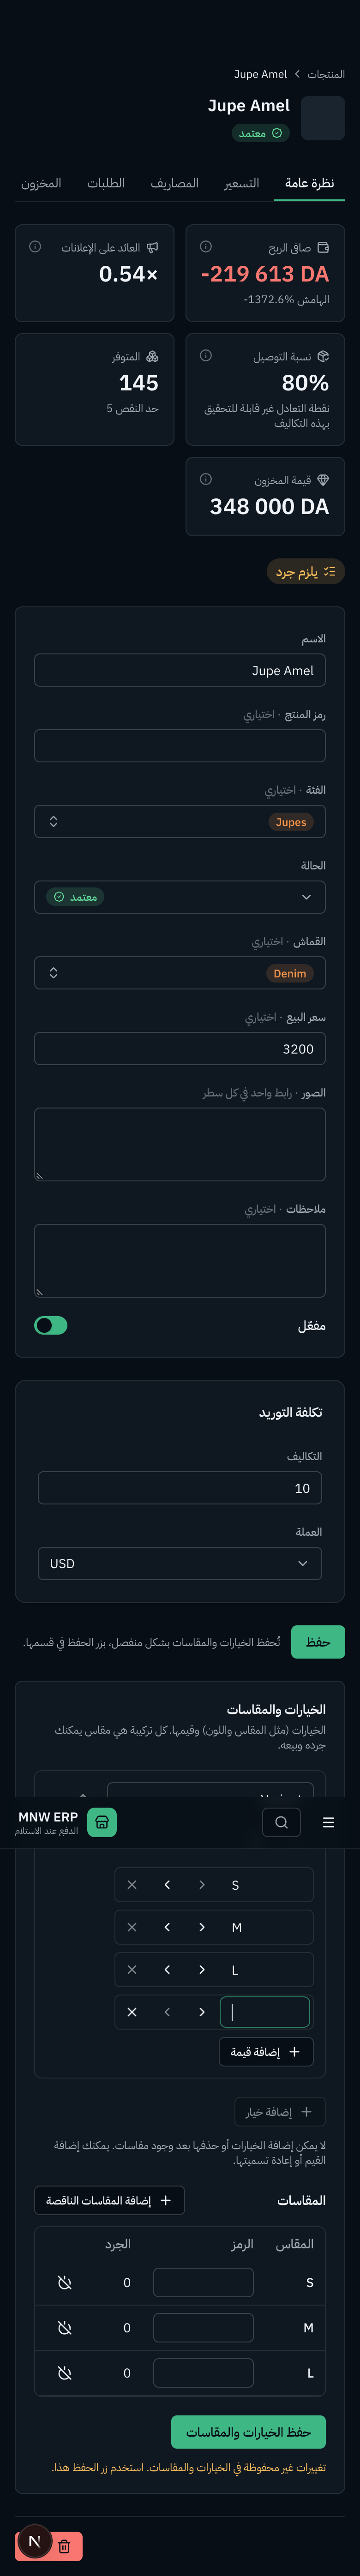 المنتجات
Jupe Amel
Jupe Amel
معتمد
نظرة عامة
التسعير
المصاريف
الطلبات
المخزون
صافي الربح
-219 613 DA
الهامش %1372.6-
العائد على الإعلانات
0.54×
نسبة التوصيل
80%
نقطة التعادل غير قابلة للتحقيق
بهذه التكاليف
المتوفر
145
حد النقص 5
قيمة المخزون
348 000 DA
يلزم جرد
الاسم
Jupe Amel
رمز المنتج · اختياري
الفئة · اختياري
Jupes
الحالة
معتمد
القماش · اختياري
Denim
سعر البيع · اختياري
3200
الصور · رابط واحد في كل سطر
ملاحظات · اختياري
مفعّل
تكلفة التوريد
التكاليف
10
العملة
USD
حفظ
تُحفظ الخيارات والمقاسات بشكل منفصل، بزر الحفظ في قسمها.
الخيارات والمقاسات
الخيارات (مثل المقاس واللون) وقيمها. كل تركيبة هي مقاس يمكنك
جرده وبيعه.
MNW ERP
الدفع عند الاستلام
S
M
L
إضافة قيمة
إضافة خيار
لا يمكن إضافة الخيارات أو حذفها بعد وجود مقاسات. يمكنك إضافة
القيم أو إعادة تسميتها.
المقاسات
إضافة المقاسات الناقصة
المقاس
الرمز
الجرد
S
0
M
0
L
0
حفظ الخيارات والمقاسات
تغييرات غير محفوظة في الخيارات والمقاسات. استخدم زر الحفظ هذا.
N